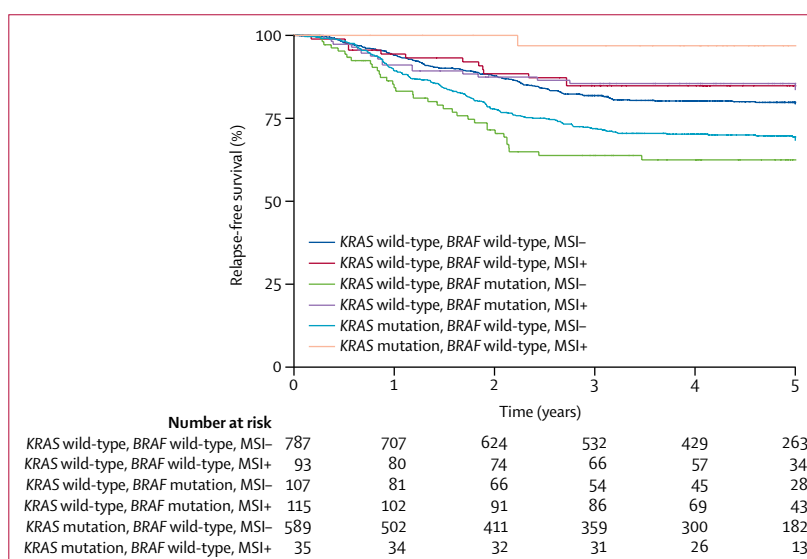 100
75
50
25
0
Relapse-free survival (%)
KRAS wild-type, BRAF wild-type, MSI–
KRAS wild-type, BRAF wild-type, MSI+
KRAS wild-type, BRAF mutation, MSI–
KRAS wild-type, BRAF mutation, MSI+
KRAS mutation, BRAF wild-type, MSI–
KRAS mutation, BRAF wild-type, MSI+
0 1 2 3 4 5
Time (years)
Number at risk
KRAS wild-type, BRAF wild-type, MSI– 787 707 624 532 429 263
KRAS wild-type, BRAF wild-type, MSI+ 93 80 74 66 57 34
KRAS wild-type, BRAF mutation, MSI– 107 81 66 54 45 28
KRAS wild-type, BRAF mutation, MSI+ 115 102 91 86 69 43
KRAS mutation, BRAF wild-type, MSI– 589 502 411 359 300 182
KRAS mutation, BRAF wild-type, MSI+ 35 34 32 31 26 13